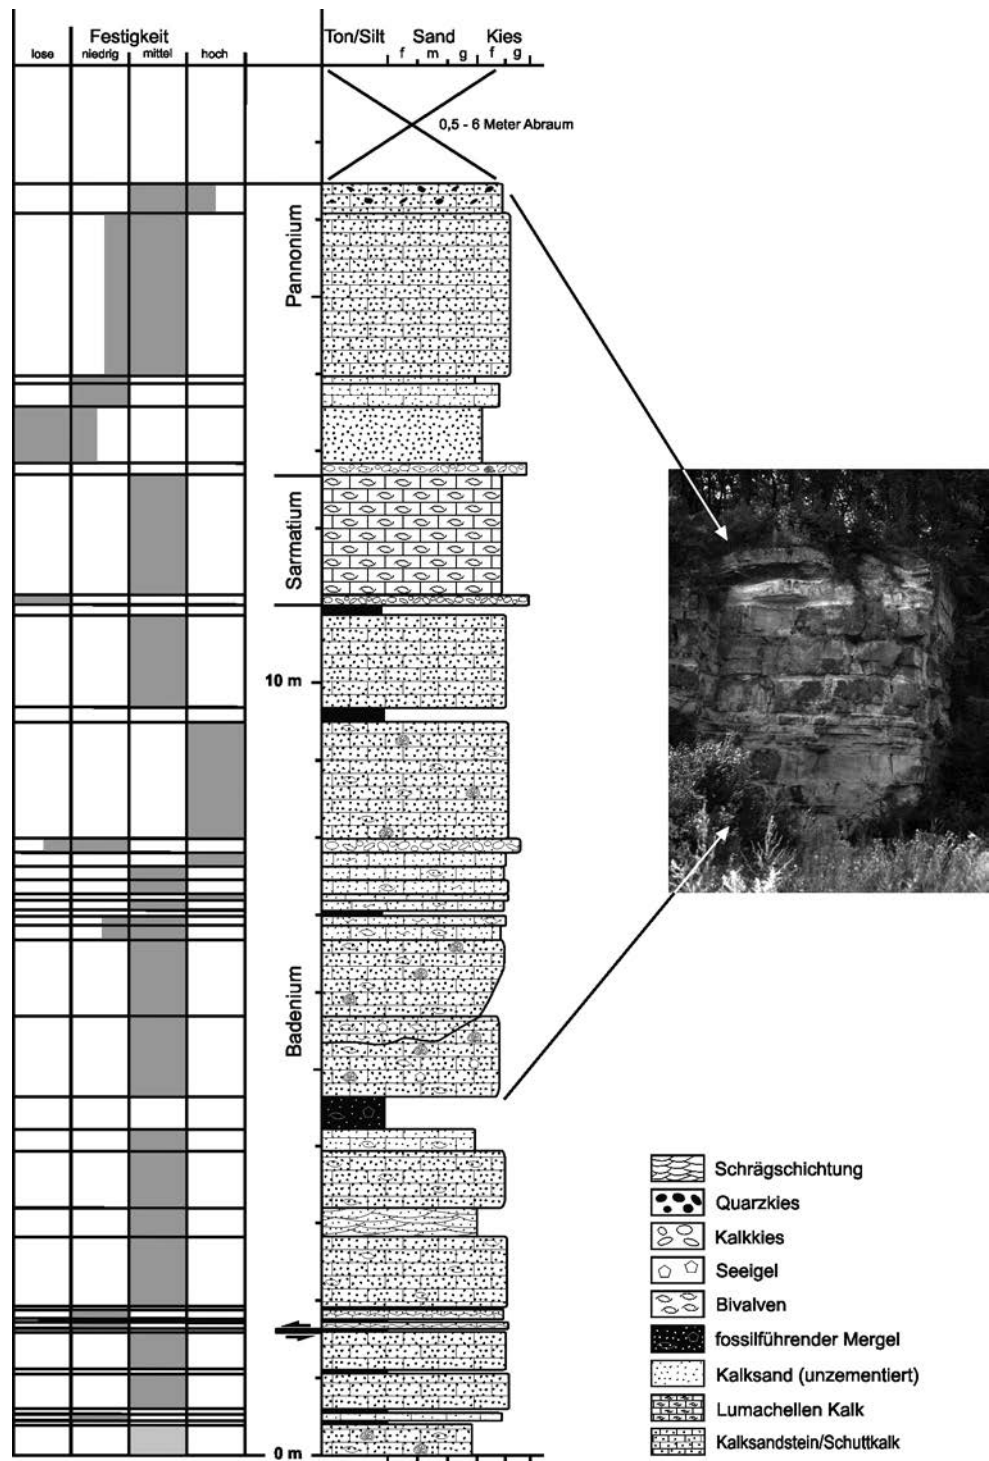 Festigkeit
lose niedrig mittel hoch
Ton/Silt Sand Kies
f m g f g
0,5 - 6 Meter Abraum
Pannonium
Sarmatium
10 m
Badenium
0 m
Schrägschichtung
Quarzkies
Kalkkies
Seeigel
Bivalven
fossilführender Mergel
Kalksand (unzementiert)
Lumachellen Kalk
Kalksandstein/Schuttkalk